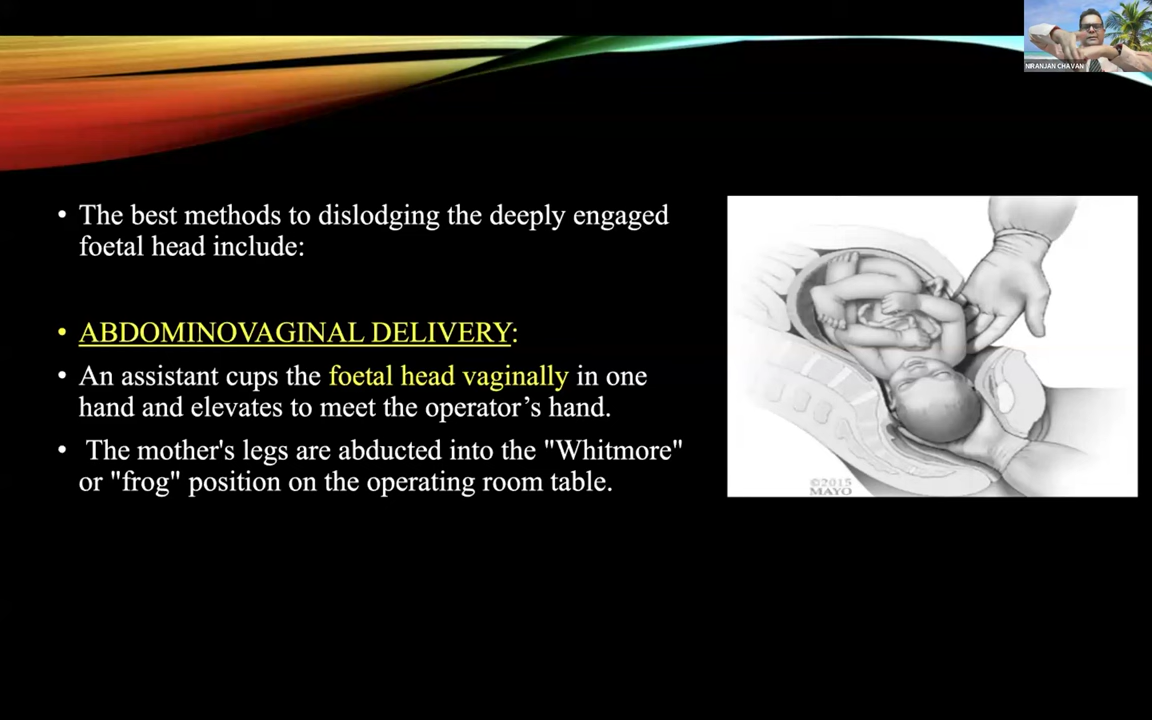 NIRANJAN CHAVAN
• The best methods to dislodging the deeply engaged
foetal head include:
• ABDOMINOVAGINAL DELIVERY:
• An assistant cups the foetal head vaginally in one
hand and elevates to meet the operator’s hand.
• The mother's legs are abducted into the "Whitmore"
or "frog" position on the operating room table.
©2015
MAYO